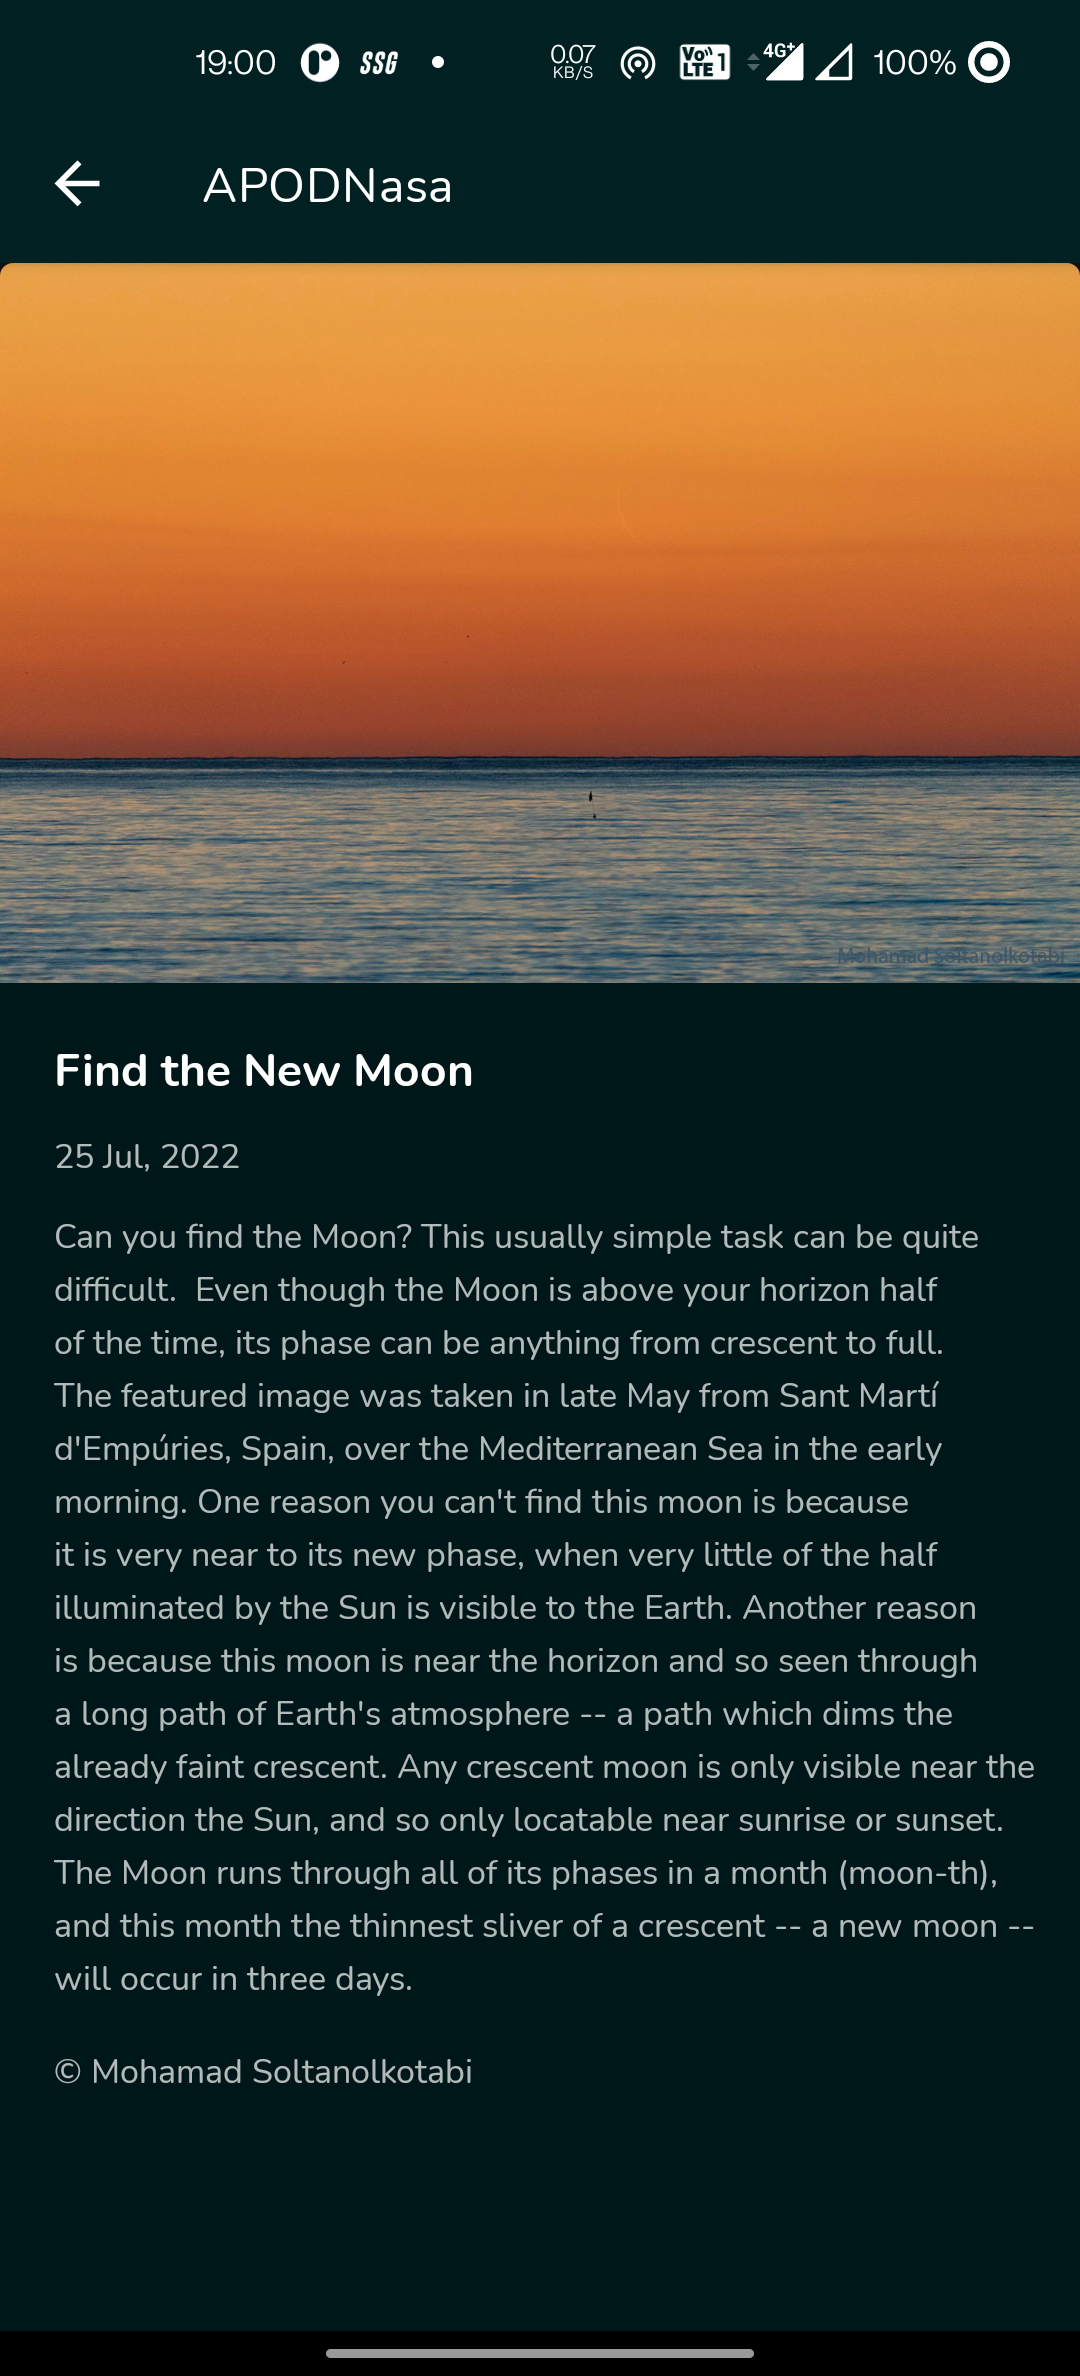 19:00 SSG 0.07 KB/S VoLTE 1 4G+ 100%
APODNasa
Mohamad Soltanolkotabi
Find the New Moon
25 Jul, 2022
Can you find the Moon? This usually simple task can be quite
difficult.  Even though the Moon is above your horizon half
of the time, its phase can be anything from crescent to full.
The featured image was taken in late May from Sant Martí
d'Empúries, Spain, over the Mediterranean Sea in the early
morning. One reason you can't find this moon is because
it is very near to its new phase, when very little of the half
illuminated by the Sun is visible to the Earth. Another reason
is because this moon is near the horizon and so seen through
a long path of Earth's atmosphere -- a path which dims the
already faint crescent. Any crescent moon is only visible near the
direction the Sun, and so only locatable near sunrise or sunset.
The Moon runs through all of its phases in a month (moon-th),
and this month the thinnest sliver of a crescent -- a new moon --
will occur in three days.
© Mohamad Soltanolkotabi